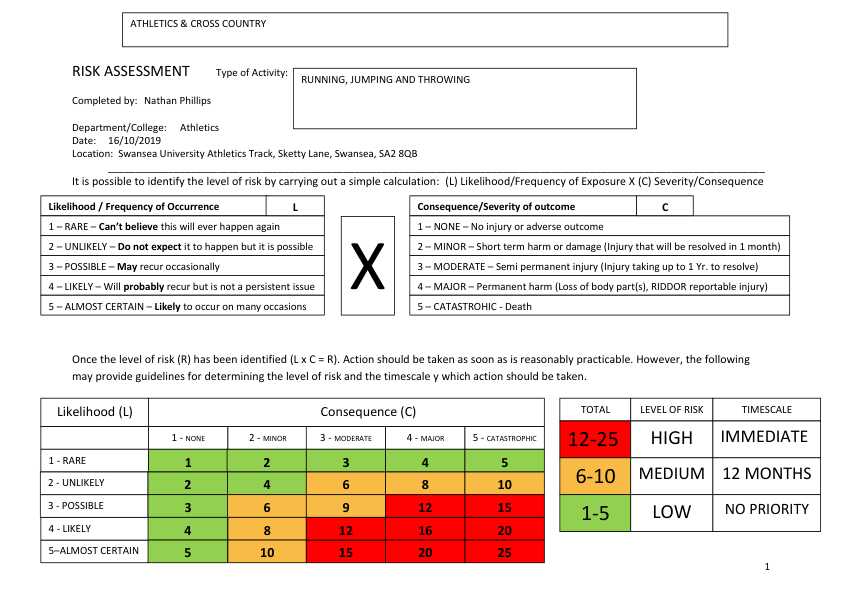 ATHLETICS & CROSS COUNTRY
RISK ASSESSMENT Type of Activity:
RUNNING, JUMPING AND THROWING
Completed by: Nathan Phillips
Department/College: Athletics
Date: 16/10/2019
Location: Swansea University Athletics Track, Sketty Lane, Swansea, SA2 8QB
It is possible to identify the level of risk by carrying out a simple calculation: (L) Likelihood/Frequency of Exposure X (C) Severity/Consequence
Likelihood / Frequency of Occurrence L
1 – RARE – Can't believe this will ever happen again
2 – UNLIKELY – Do not expect it to happen but it is possible
3 – POSSIBLE – May recur occasionally
4 – LIKELY – Will probably recur but is not a persistent issue
5 – ALMOST CERTAIN – Likely to occur on many occasions
X
Consequence/Severity of outcome C
1 – NONE – No injury or adverse outcome
2 – MINOR – Short term harm or damage (Injury that will be resolved in 1 month)
3 – MODERATE – Semi permanent injury (Injury taking up to 1 Yr. to resolve)
4 – MAJOR – Permanent harm (Loss of body part(s), RIDDOR reportable injury)
5 – CATASTROHIC - Death
Once the level of risk (R) has been identified (L x C = R). Action should be taken as soon as is reasonably practicable. However, the following
may provide guidelines for determining the level of risk and the timescale y which action should be taken.
Likelihood (L) Consequence (C)
1 - NONE 2 - MINOR 3 - MODERATE 4 - MAJOR 5 - CATASTROPHIC
1 - RARE 1 2 3 4 5
2 - UNLIKELY 2 4 6 8 10
3 - POSSIBLE 3 6 9 12 15
4 - LIKELY 4 8 12 16 20
5–ALMOST CERTAIN 5 10 15 20 25
TOTAL LEVEL OF RISK TIMESCALE
12-25 HIGH IMMEDIATE
6-10 MEDIUM 12 MONTHS
1-5 LOW NO PRIORITY
1